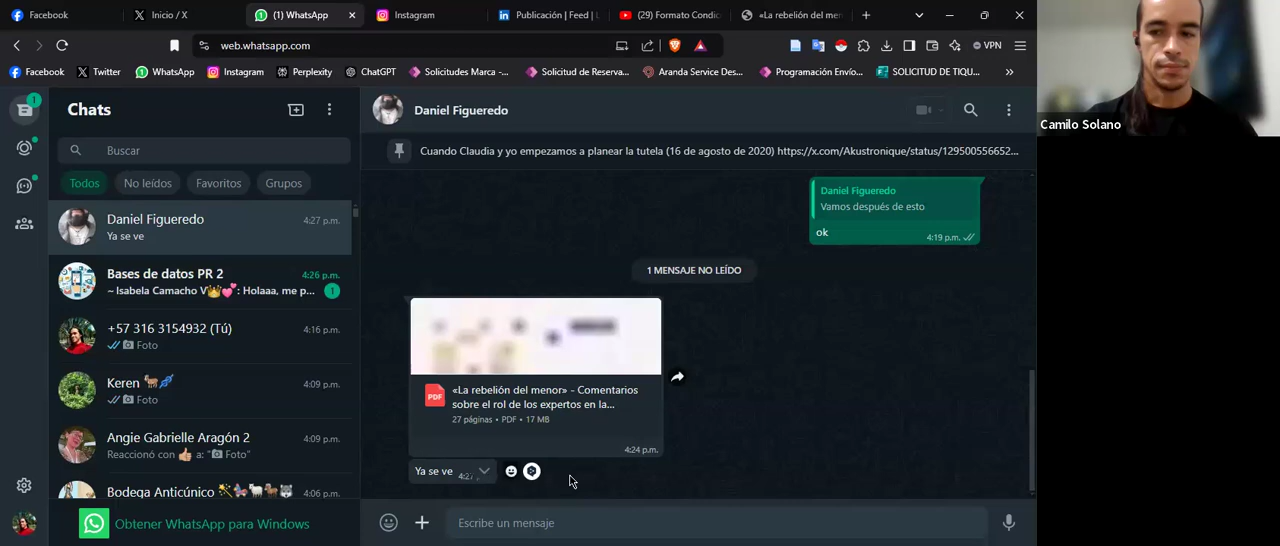 Facebook
Inicio / X
(1) WhatsApp
Instagram
Publicación | Feed | L
(29) Formato Condic
«La rebelión del men
web.whatsapp.com
VPN
Facebook
Twitter
WhatsApp
Instagram
Perplexity
ChatGPT
Solicitudes Marca -...
Solicitud de Reserva...
Aranda Service Des...
Programación Envío...
SOLICITUD DE TIQU...
Camilo Solano
1
Chats
Buscar
Todos
No leídos
Favoritos
Grupos
Daniel Figueredo
4:27 p.m.
Ya se ve
Bases de datos PR 2
4:26 p.m.
~ Isabela Camacho V: Holaaa, me p...
1
+57 316 3154932 (Tú)
4:16 p.m.
Foto
Keren
4:09 p.m.
Foto
Angie Gabrielle Aragón 2
4:09 p.m.
Reaccionó con 👍 a: "Foto"
Bodega Anticúnico
4:06 p.m.
Obtener WhatsApp para Windows
Daniel Figueredo
Cuando Claudia y yo empezamos a planear la tutela (16 de agosto de 2020) https://x.com/Akustronique/status/129500556652...
Daniel Figueredo
Vamos después de esto
ok
4:19 p.m.
1 MENSAJE NO LEÍDO
PDF
«La rebelión del menor» - Comentarios
sobre el rol de los expertos en la...
27 páginas • PDF • 17 MB
4:24 p.m.
Ya se ve
4:27
Escribe un mensaje